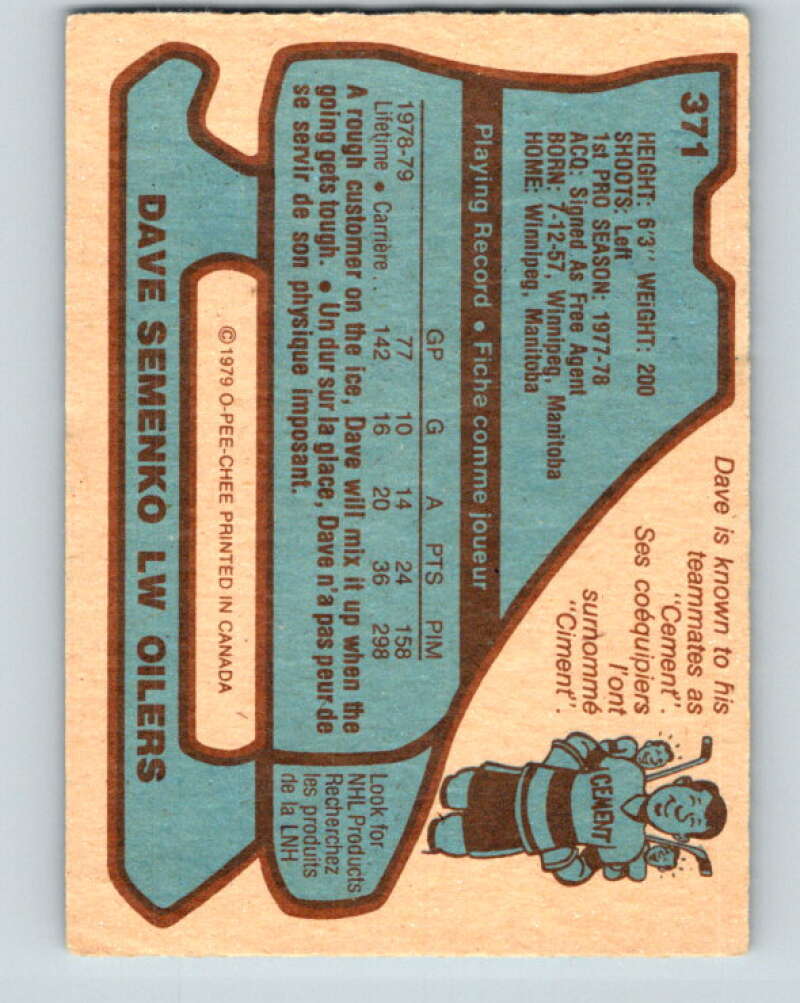 371
HEIGHT: 6'3" WEIGHT: 200
SHOOTS: Left
1st PRO SEASON: 1977-78
ACQ: Signed As Free Agent
BORN: 7-12-57, Winnipeg, Manitoba
HOME: Winnipeg, Manitoba
Dave is known to his
teammates as
"Cement".
Ses coéquipiers
l'ont
surnommé
"Ciment".
CEMENT
Playing Record • Fiche comme joueur
GP G A PTS PIM
1978-79 77 10 14 24 158
Lifetime • Carrière . . 142 16 20 36 298
A rough customer on the ice, Dave will mix it up when the
going gets tough. • Un dur sur la glace, Dave n'a pas peur de
se servir de son physique imposant.
Look for
NHL Products
Recherchez
les produits
de la LNH
©1979 O-PEE-CHEE PRINTED IN CANADA
DAVE SEMENKO LW OILERS